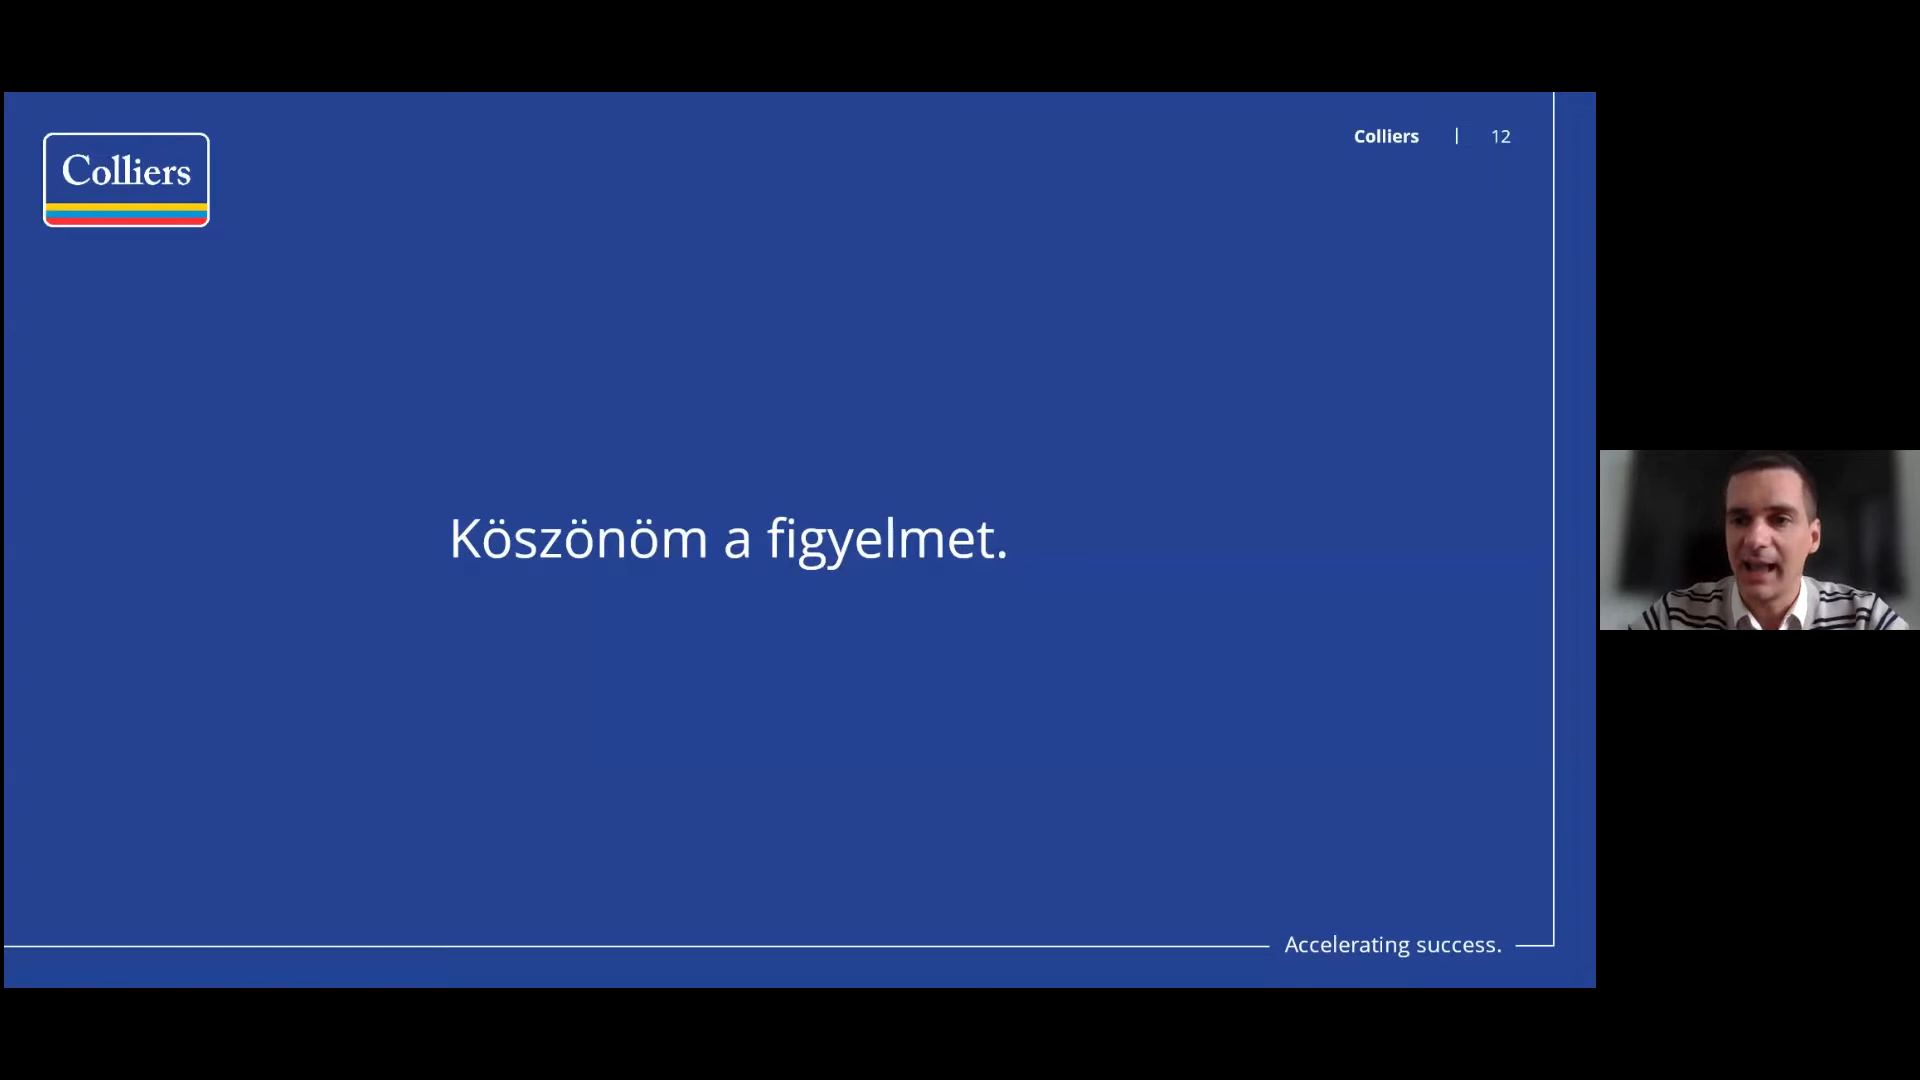 Colliers
Colliers | 12
Köszönöm a figyelmet.
Accelerating success.